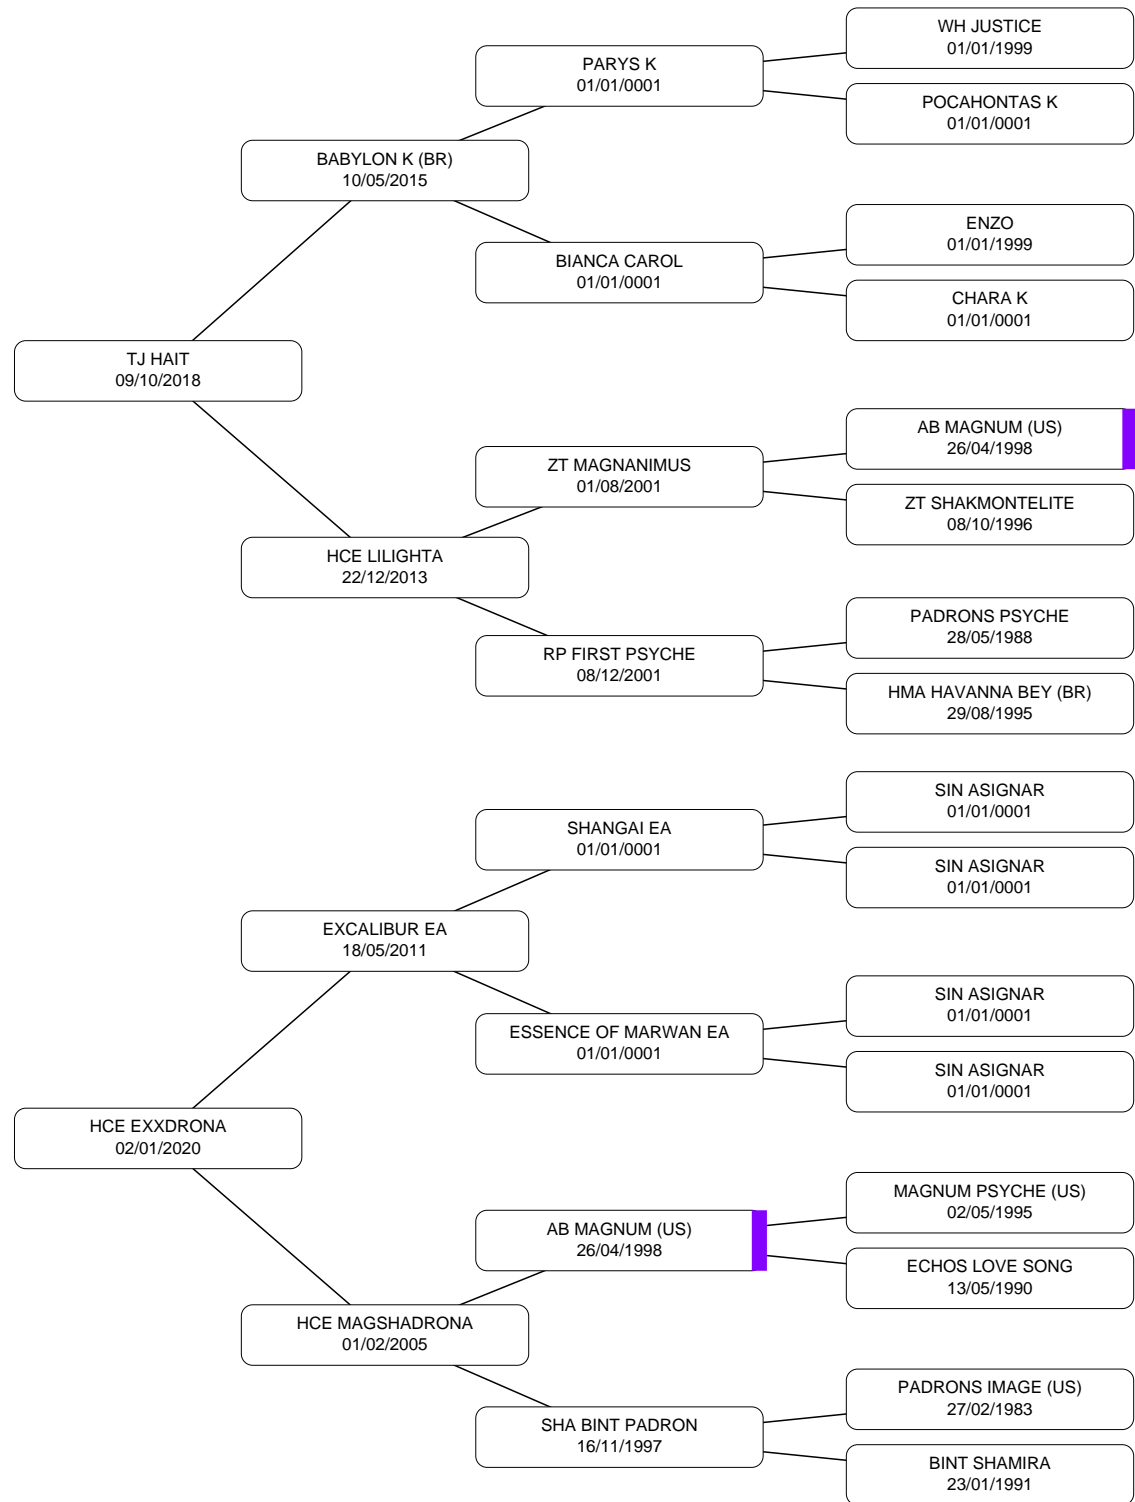 WH JUSTICE
01/01/1999
PARYS K
01/01/0001
POCAHONTAS K
01/01/0001
BABYLON K (BR)
10/05/2015
ENZO
01/01/1999
BIANCA CAROL
01/01/0001
CHARA K
01/01/0001
TJ HAIT
09/10/2018
AB MAGNUM (US)
26/04/1998
ZT MAGNANIMUS
01/08/2001
ZT SHAKMONTELITE
08/10/1996
HCE LILIGHTA
22/12/2013
PADRONS PSYCHE
28/05/1988
RP FIRST PSYCHE
08/12/2001
HMA HAVANNA BEY (BR)
29/08/1995
SIN ASIGNAR
01/01/0001
SHANGAI EA
01/01/0001
SIN ASIGNAR
01/01/0001
EXCALIBUR EA
18/05/2011
SIN ASIGNAR
01/01/0001
ESSENCE OF MARWAN EA
01/01/0001
SIN ASIGNAR
01/01/0001
HCE EXXDRONA
02/01/2020
MAGNUM PSYCHE (US)
02/05/1995
AB MAGNUM (US)
26/04/1998
ECHOS LOVE SONG
13/05/1990
HCE MAGSHADRONA
01/02/2005
PADRONS IMAGE (US)
27/02/1983
SHA BINT PADRON
16/11/1997
BINT SHAMIRA
23/01/1991